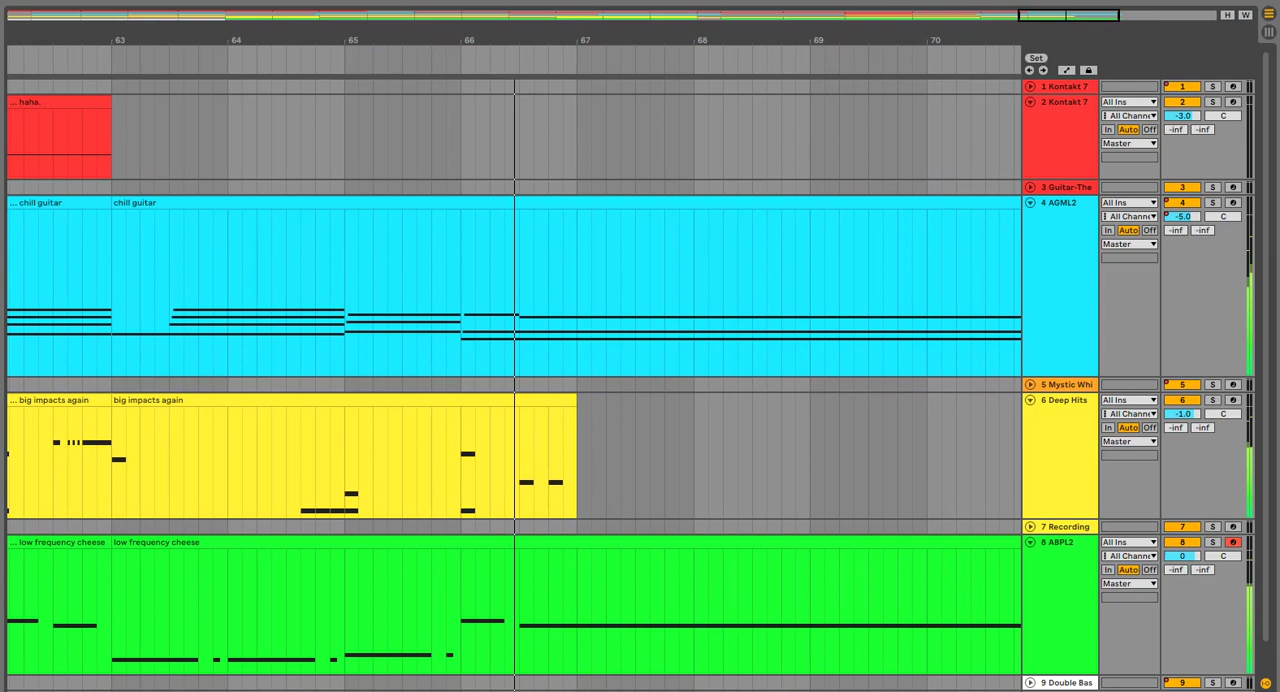 H W
63 64 65 66 67 68 69 70
Set
1 Kontakt 7 1 S
... haha. 2 Kontakt 7 All Ins 2 S
All Channe -3.0 C
In Auto Off -inf -inf
Master
3 Guitar-The 3 S
... chill guitar chill guitar 4 AGML2 All Ins 4 S
All Channe -5.0 C
In Auto Off -inf -inf
Master
5 Mystic Whi 5 S
... big impacts again big impacts again 6 Deep Hits All Ins 6 S
All Channe -1.0 C
In Auto Off -inf -inf
Master
7 Recording 7 S
... low frequency cheese low frequency cheese 8 ABPL2 All Ins 8 S
All Channe 0 C
In Auto Off -inf -inf
Master
9 Double Bas 9 S